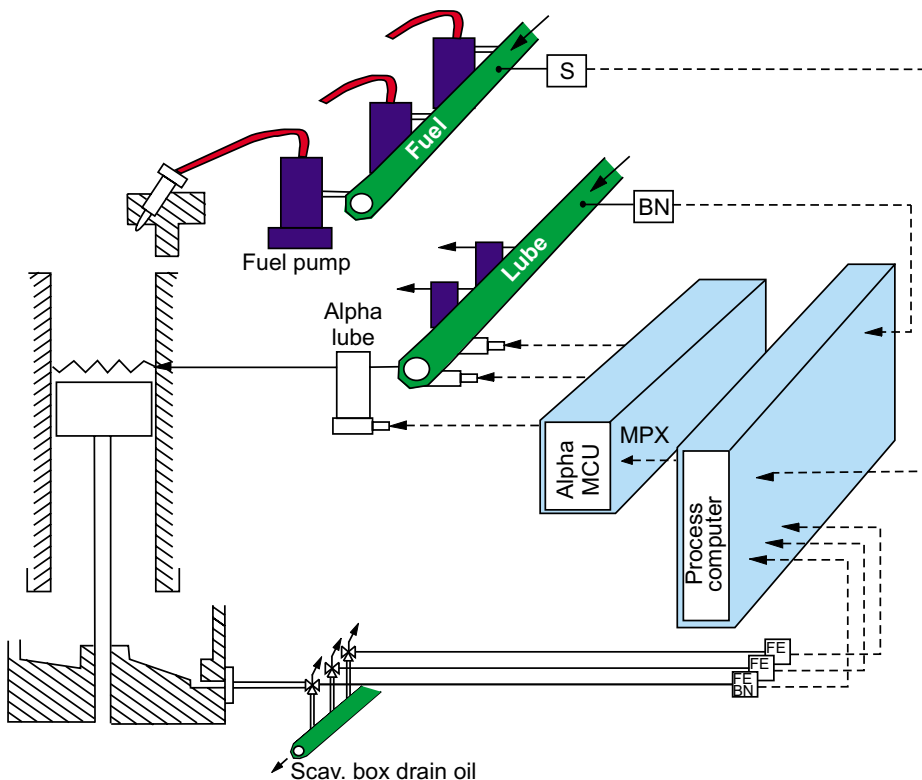 S
Fuel
BN
Fuel pump
Lube
Alpha
lube
MPX
Alpha
MCU
Process
computer
FE
FE
FE
BN
Scav. box drain oil